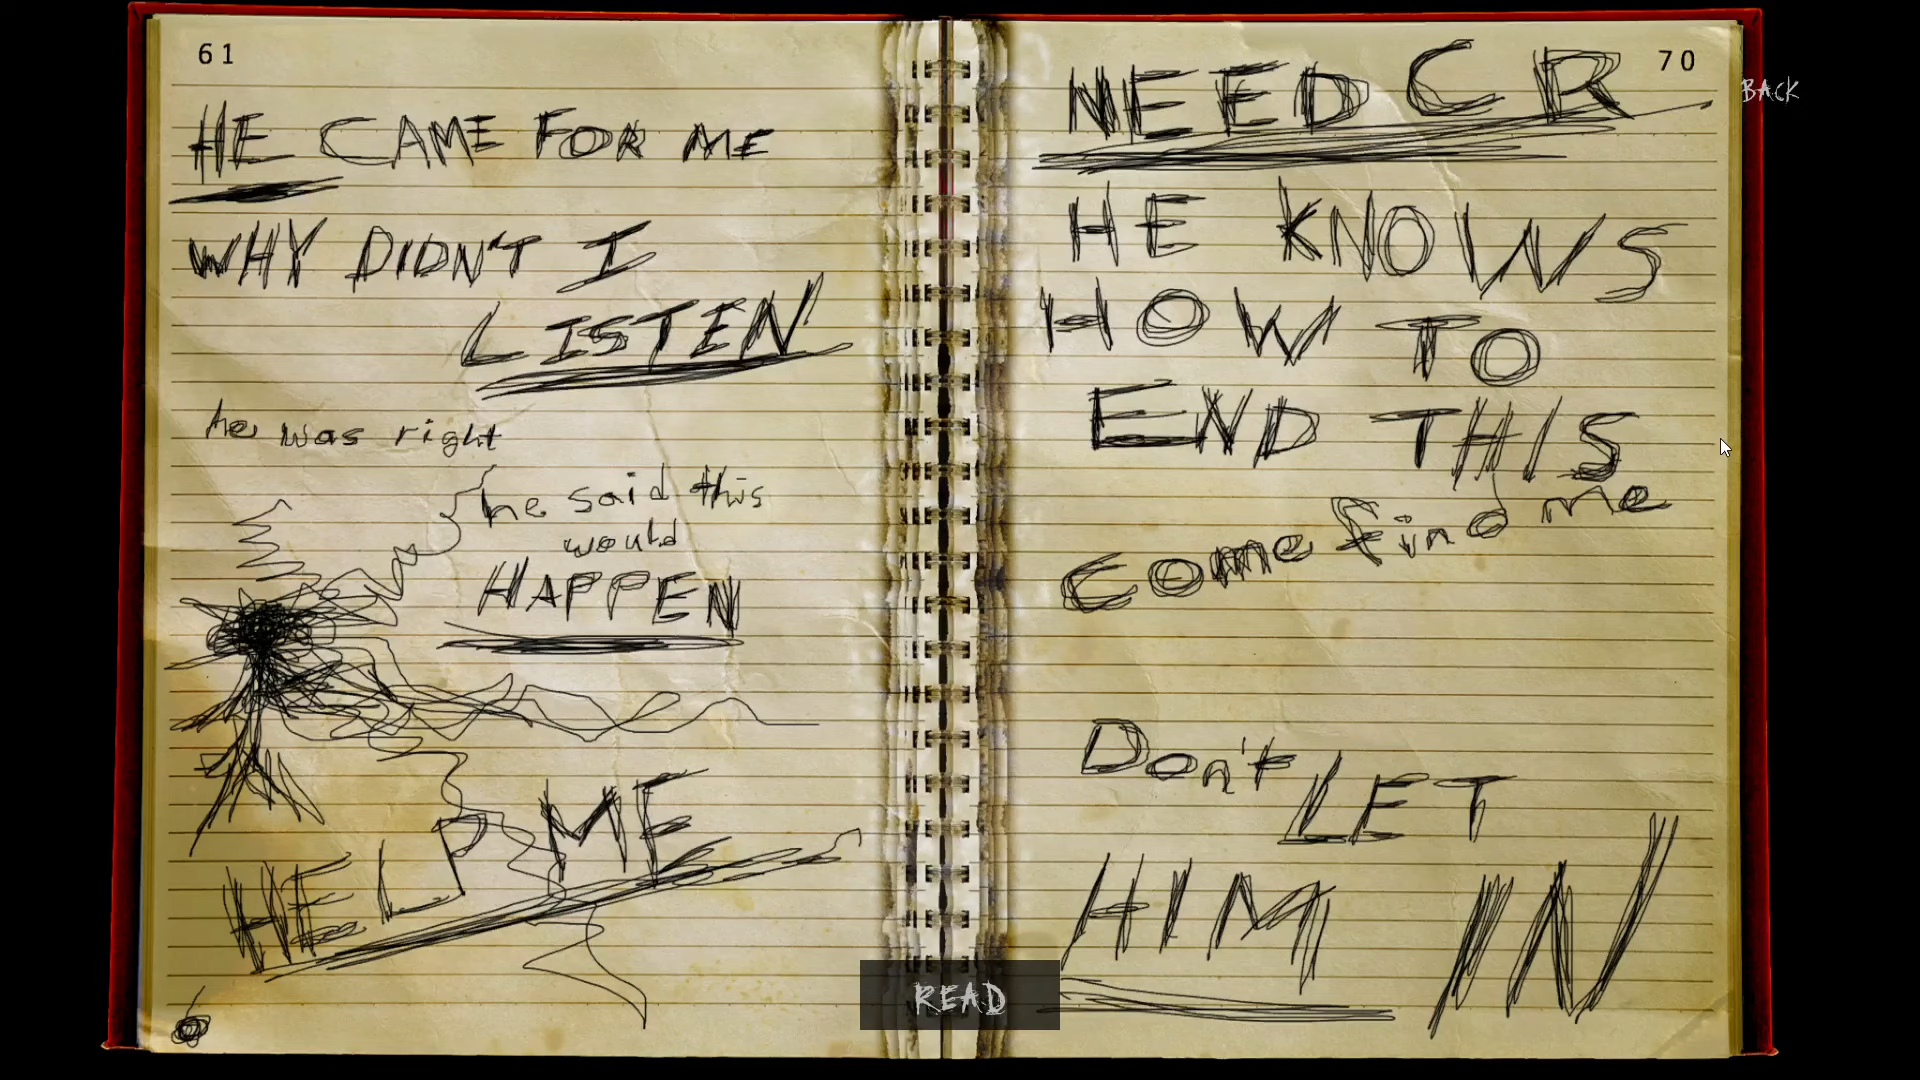 61
HE CAME FOR ME
WHY DIDN'T I
LISTEN
he was right
he said this
would
HAPPEN
HELP ME
70
NEED CR
HE KNOWS
HOW TO
END THIS
come find me
Don't LET
HIM IN
BACK
READ